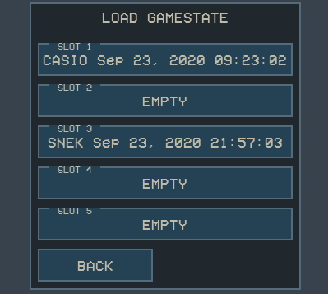 LOAD GAMESTATE
SLOT 1
CASIO Sep 23, 2020 09:23:02
SLOT 2
EMPTY
SLOT 3
SNEK Sep 23, 2020 21:57:03
SLOT 4
EMPTY
SLOT 5
EMPTY
BACK